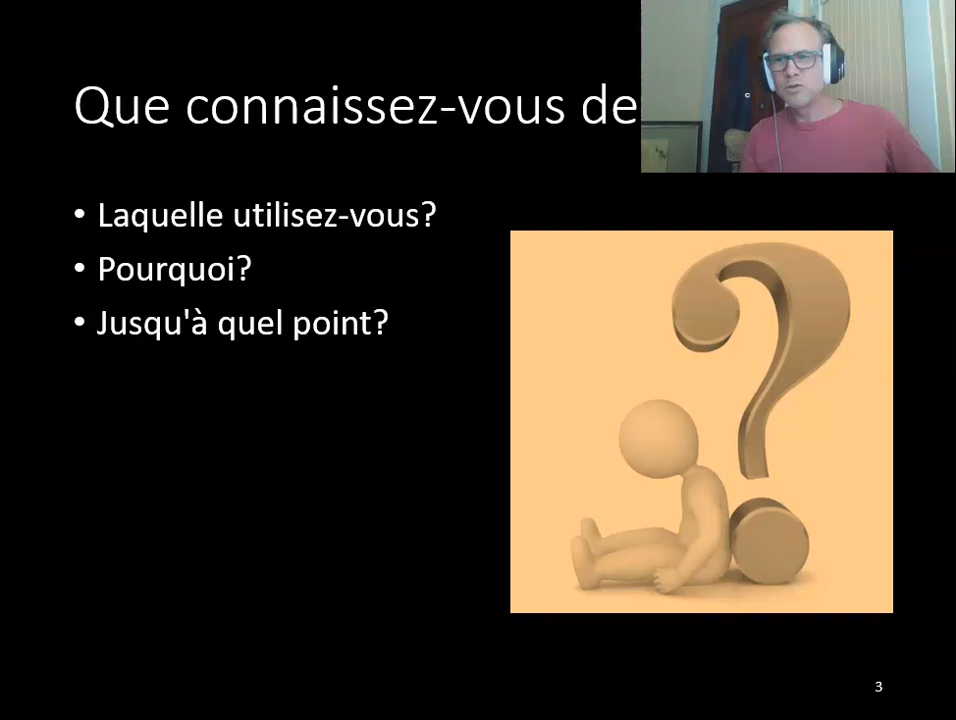 Que connaissez-vous de
• Laquelle utilisez-vous?
• Pourquoi?
• Jusqu'à quel point?
3